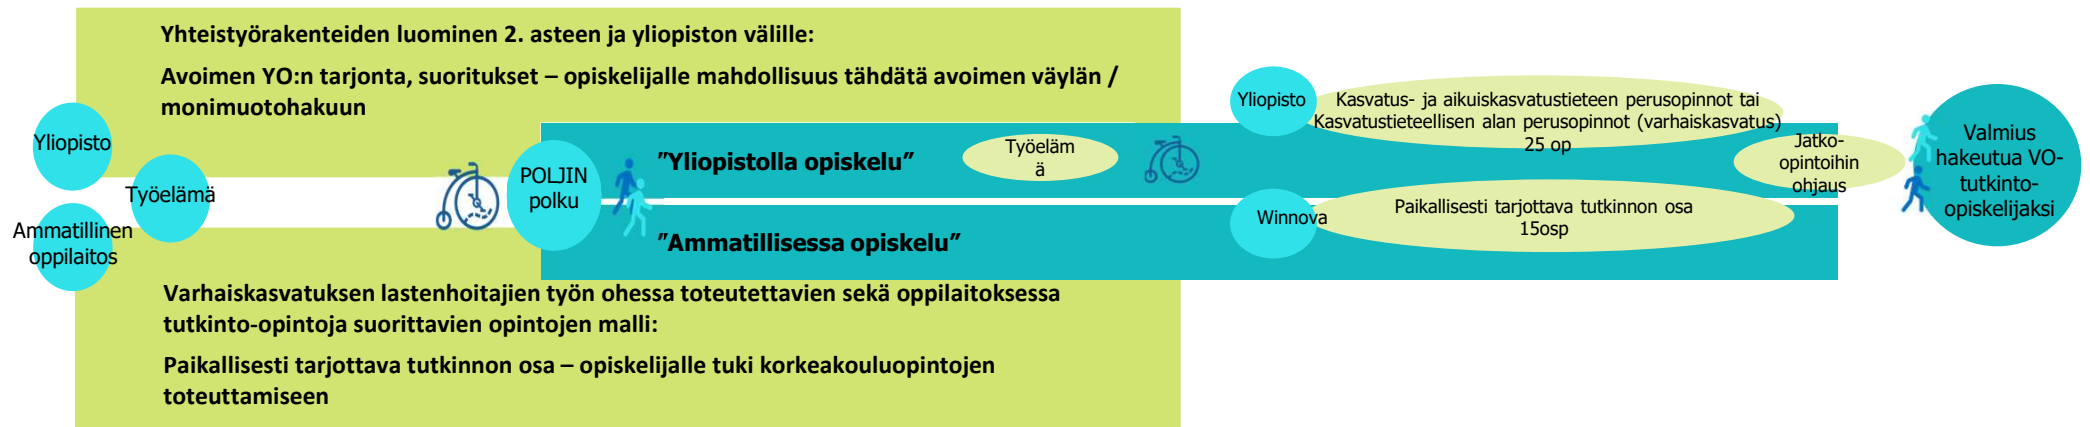 Yhteistyörakenteiden luominen 2. asteen ja yliopiston välille:
Avoimen YO:n tarjonta, suoritukset – opiskelijalle mahdollisuus tähdätä avoimen väylän /
monimuotohakuun
Yliopisto
Työelämä
Ammatillinen
oppilaitos
POLJIN
polku
"Yliopistolla opiskelu"
Työeläm
ä
"Ammatillisessa opiskelu"
Yliopisto
Kasvatus- ja aikuiskasvatustieteen perusopinnot tai
Kasvatustieteellisen alan perusopinnot (varhaiskasvatus)
25 op
Winnova
Paikallisesti tarjottava tutkinnon osa
15osp
Jatko-
opintoihin
ohjaus
Valmius
hakeutua VO-
tutkinto-
opiskelijaksi
Varhaiskasvatuksen lastenhoitajien työn ohessa toteutettavien sekä oppilaitoksessa
tutkinto-opintoja suorittavien opintojen malli:
Paikallisesti tarjottava tutkinnon osa – opiskelijalle tuki korkeakouluopintojen
toteuttamiseen